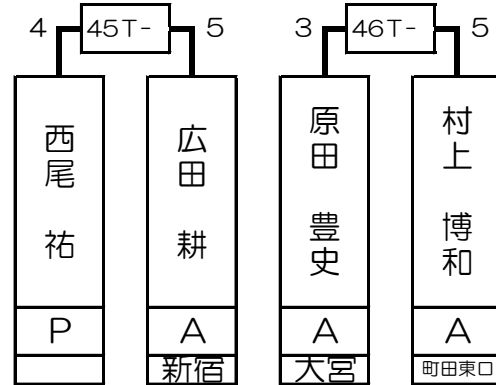 4 45T- 5 3 46T- 5
西尾 祐
広田 耕
原田 豊史
村上 博和
P A A A
新宿 大宮 町田東口